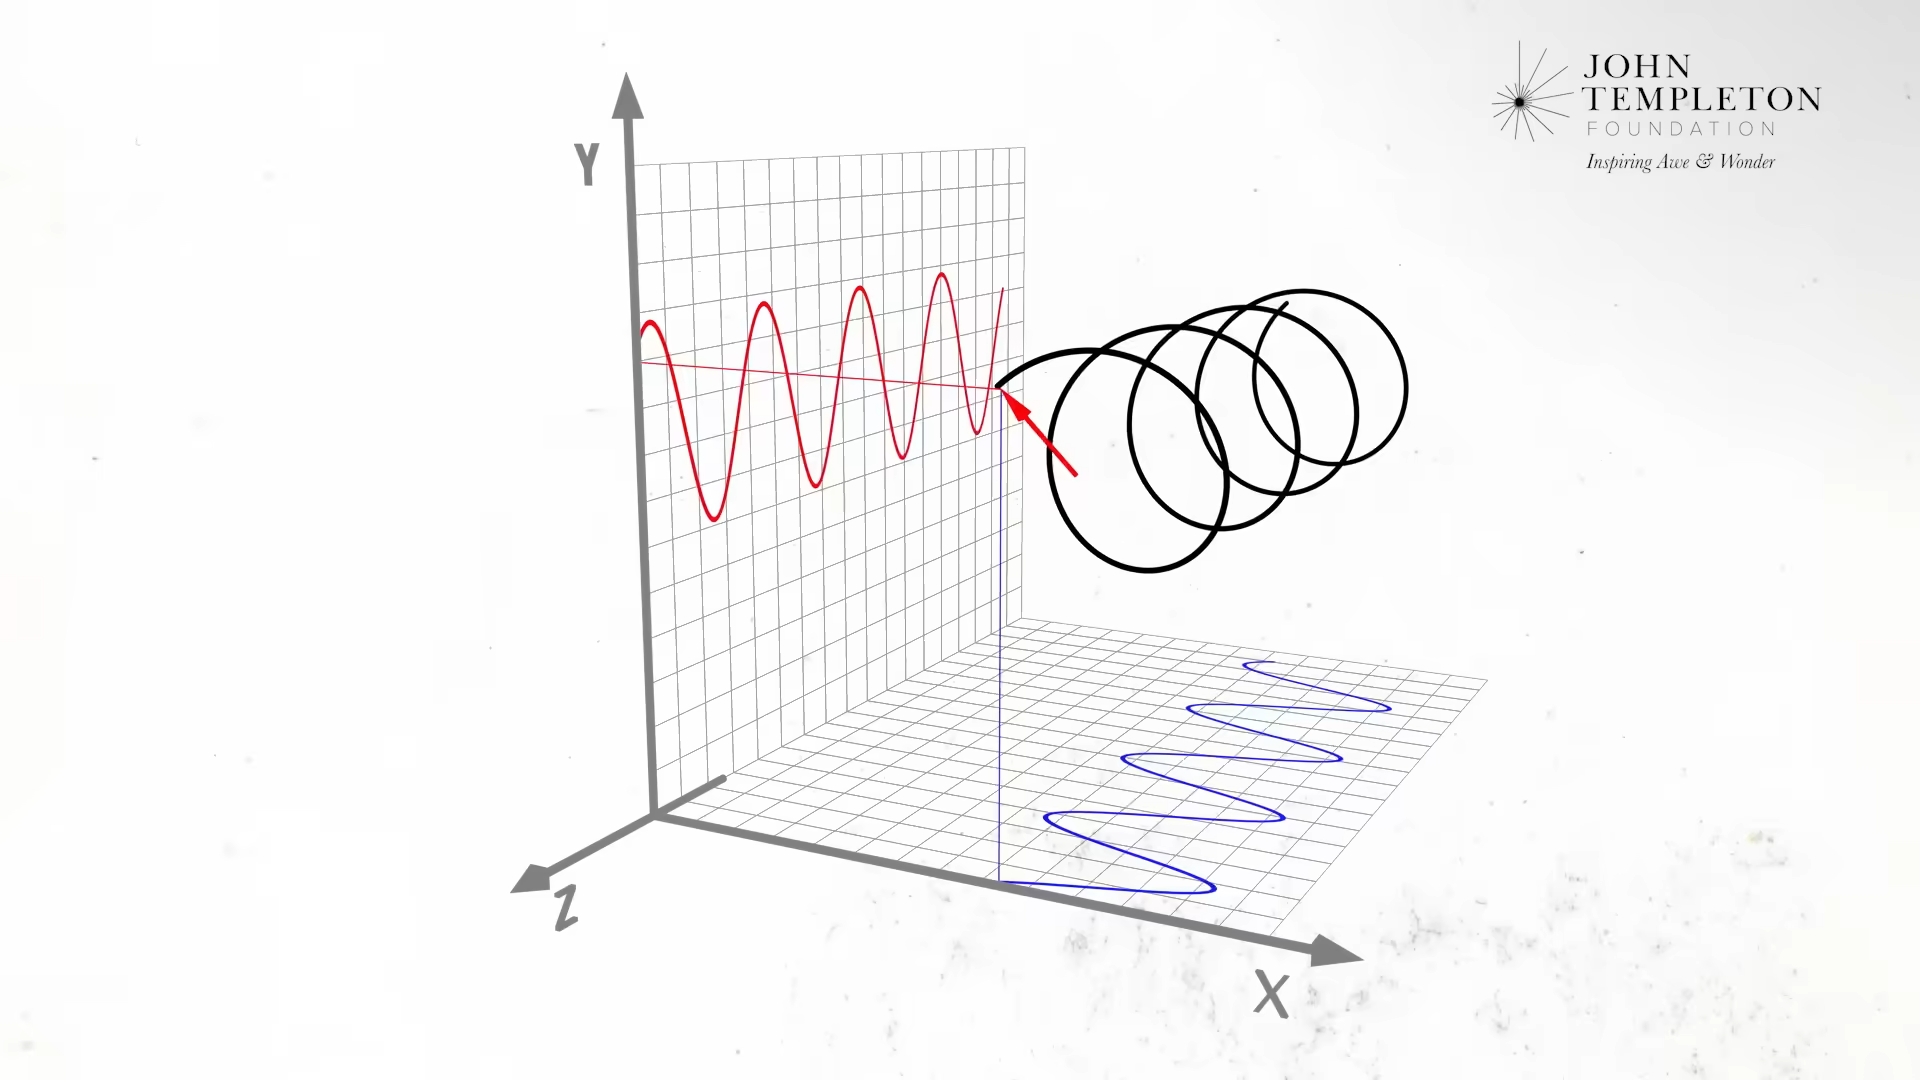 JOHN
TEMPLETON
FOUNDATION
Inspiring Awe & Wonder
Y
Z
X